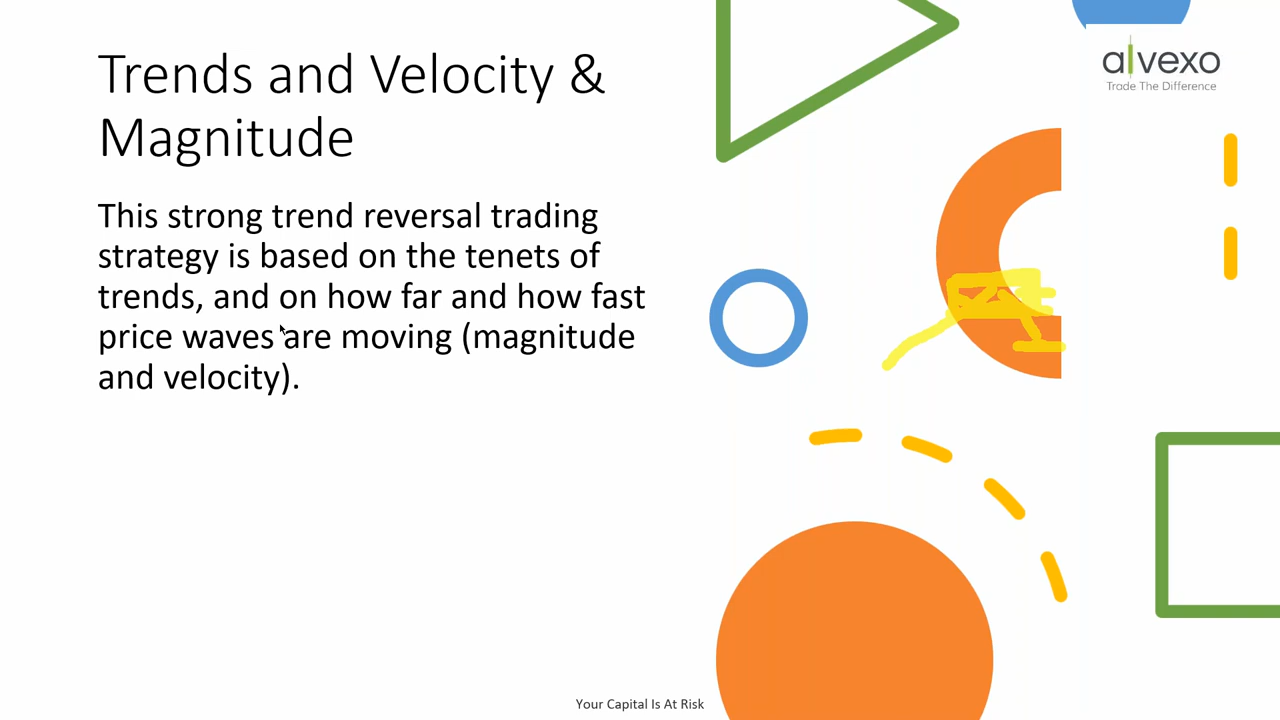 Trends and Velocity &
Magnitude
alvexo
Trade The Difference
This strong trend reversal trading
strategy is based on the tenets of
trends, and on how far and how fast
price waves are moving (magnitude
and velocity).
Your Capital Is At Risk